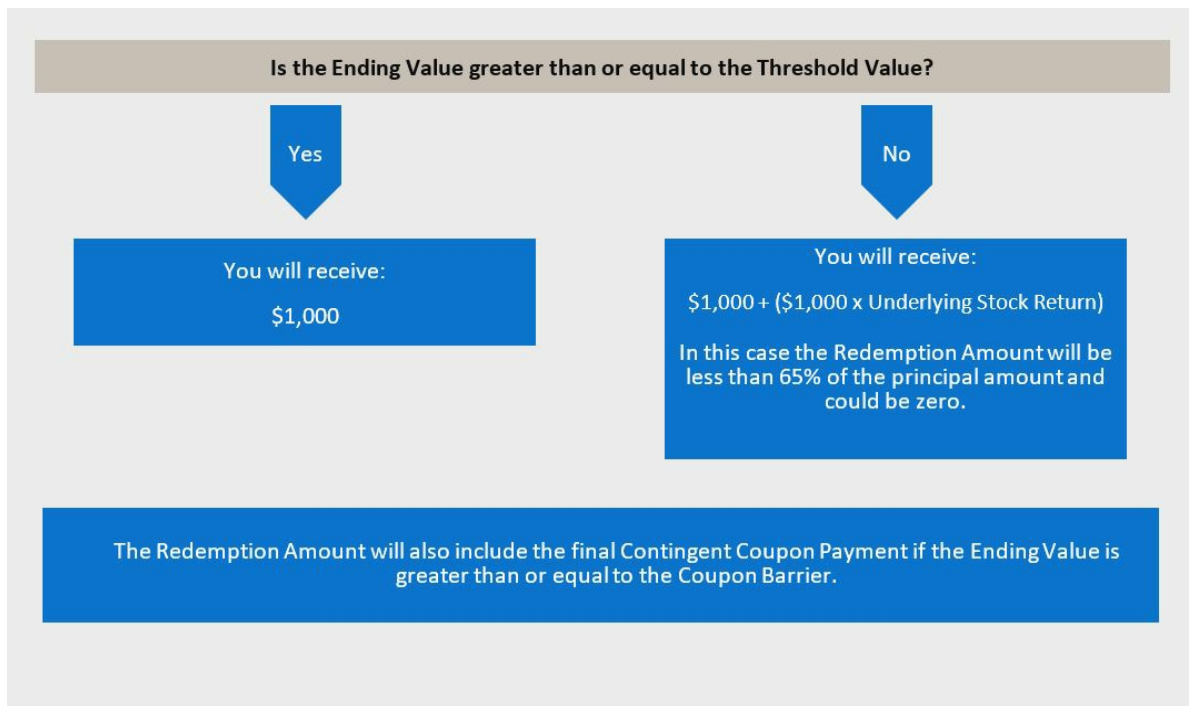 Is the Ending Value greater than or equal to the Threshold Value?
Yes
No
You will receive:
$1,000
You will receive:
$1,000 + ($1,000 x Underlying Stock Return)
In this case the Redemption Amount will be
less than 65% of the principal amount and
could be zero.
The Redemption Amount will also include the final Contingent Coupon Payment if the Ending Value is
greater than or equal to the Coupon Barrier.